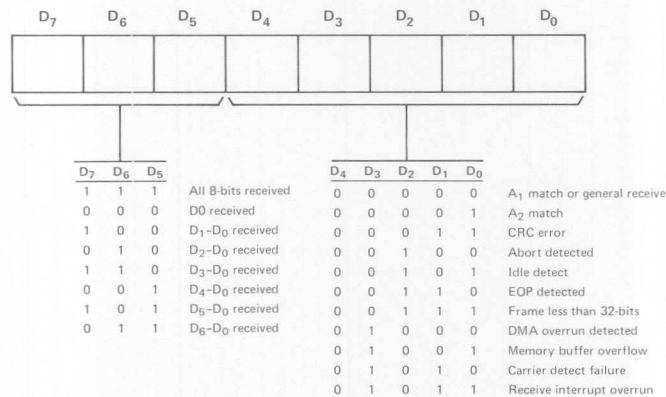 D7 D6 D5 D4 D3 D2 D1 D0
D7 D6 D5
1 1 1 All 8-bits received
0 0 0 D0 received
1 0 0 D1-D0 received
0 1 0 D2-D0 received
1 1 0 D3-D0 received
0 0 1 D4-D0 received
1 0 1 D5-D0 received
0 1 1 D6-D0 received
D4 D3 D2 D1 D0
0 0 0 0 0 A1 match or general receive
0 0 0 0 1 A2 match
0 0 0 1 1 CRC error
0 0 1 0 0 Abort detected
0 0 1 0 1 Idle detect
0 0 1 1 0 EOP detected
0 0 1 1 1 Frame less than 32-bits
0 1 0 0 0 DMA overrun detected
0 1 0 0 1 Memory buffer overflow
0 1 0 1 0 Carrier detect failure
0 1 0 1 1 Receive interrupt overrun